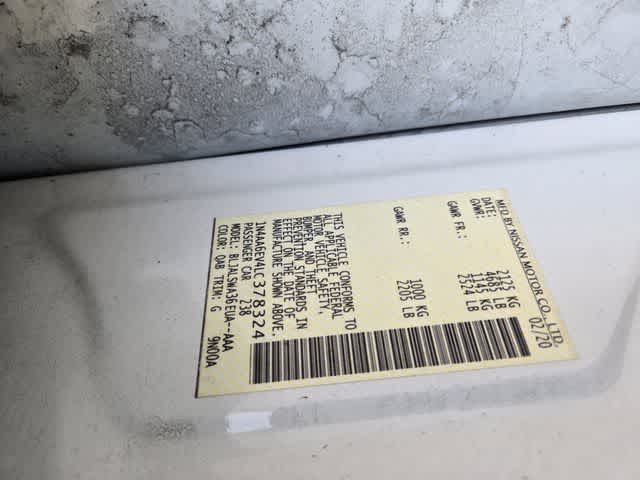 MFD BY NISSAN MOTOR CO., LTD.
DATE: 02/20
GVWR: 2125 KG
4685 LB
GAWR FR.: 1145 KG
2524 LB
GAWR RR.: 1000 KG
2205 LB
THIS VEHICLE CONFORMS TO
ALL APPLICABLE FEDERAL
MOTOR VEHICLE SAFETY,
BUMPER, AND THEFT
PREVENTION STANDARDS IN
EFFECT ON THE DATE OF
MANUFACTURE SHOWN ABOVE.
1N4AA6EV4LC378324
PASSENGER CAR 238
MODEL: BLJALSWA36EUA--AAA
COLOR: QAB TRIM: G 9N00A